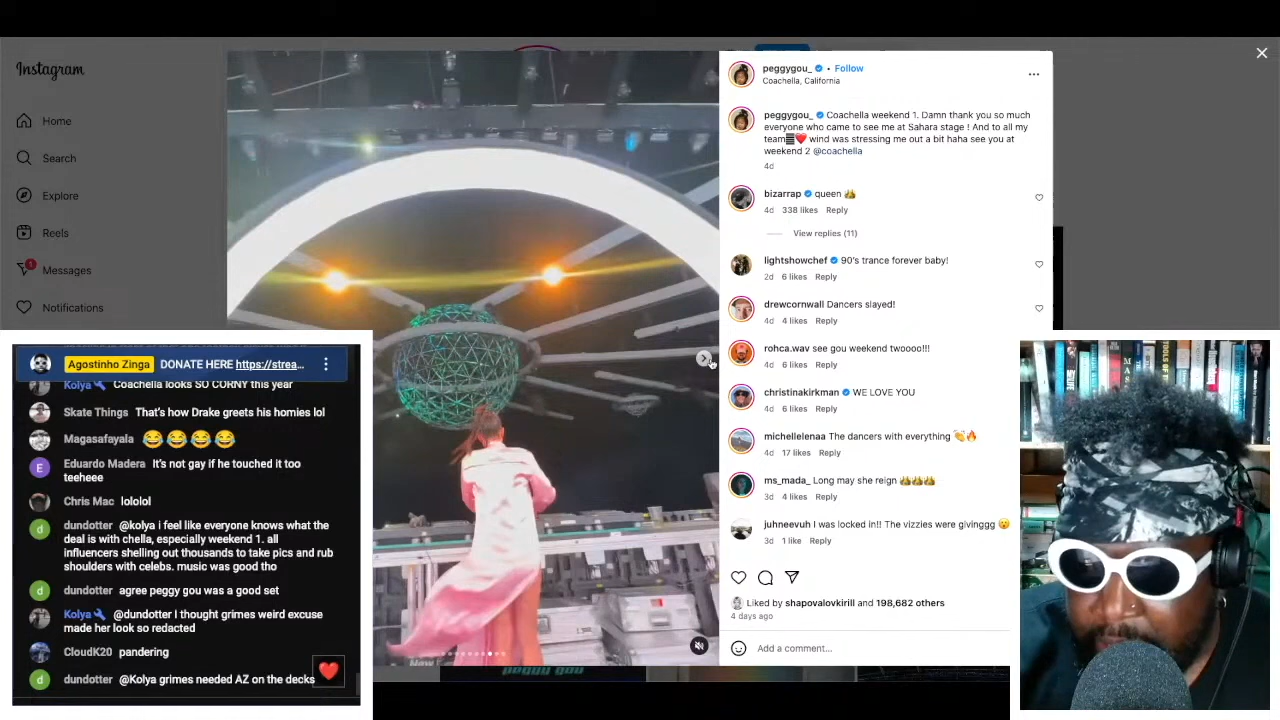 Instagram
Home
Search
Explore
Reels
1
Messages
Notifications
peggygou_ • Follow
Coachella, California
peggygou_ Coachella weekend 1. Damn thank you so much
everyone who came to see me at Sahara stage ! And to all my
team❤️ wind was stressing me out a bit haha see you at
weekend 2 @coachella
4d
bizarrap queen 👑
4d 338 likes Reply
View replies (11)
lightshowchef 90's trance forever baby!
2d 6 likes Reply
drewcornwall Dancers slayed!
4d 4 likes Reply
rohca.wav see gou weekend twoooo!!!
4d 6 likes Reply
christinakirkman WE LOVE YOU
4d 6 likes Reply
michellelenaa The dancers with everything 👏🔥
4d 17 likes Reply
ms_mada_ Long may she reign 👑👑👑
3d 4 likes Reply
juhneevuh I was locked in!! The vizzies were givinggg 😮
3d 1 like Reply
Liked by shapovalovkirill and 198,682 others
4 days ago
Add a comment...
peggy gou
Agostinho Zinga DONATE HERE https://strea...
Kolya Coachella looks SO CORNY this year
Skate Things That's how Drake greets his homies lol
Magasafayala 😂😂😂😂
E Eduardo Madera It's not gay if he touched it too
teeheee
Chris Mac lololol
d dundotter @kolya i feel like everyone knows what the
deal is with chella, especially weekend 1. all
influencers shelling out thousands to take pics and rub
shoulders with celebs. music was good tho
d dundotter agree peggy gou was a good set
Kolya @dundotter I thought grimes weird excuse
made her look so redacted
CloudK20 pandering
d dundotter @Kolya grimes needed AZ on the decks